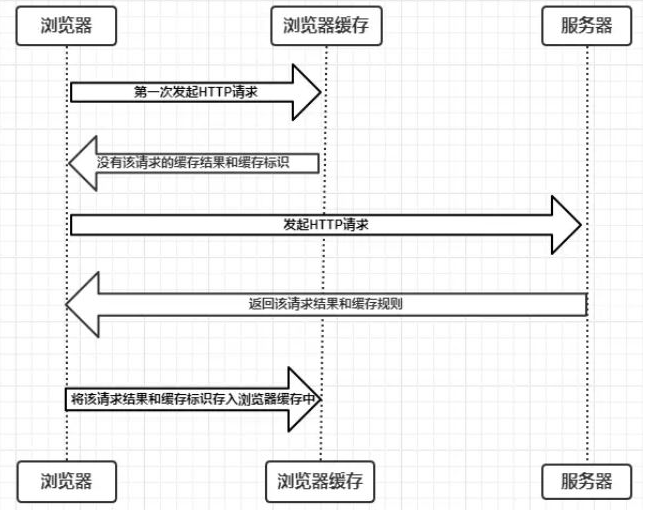 浏览器
浏览器缓存
服务器
第一次发起HTTP请求
没有该请求的缓存结果和缓存标识
发起HTTP请求
返回该请求结果和缓存规则
将该请求结果和缓存标识存入浏览器缓存中
浏览器
浏览器缓存
服务器